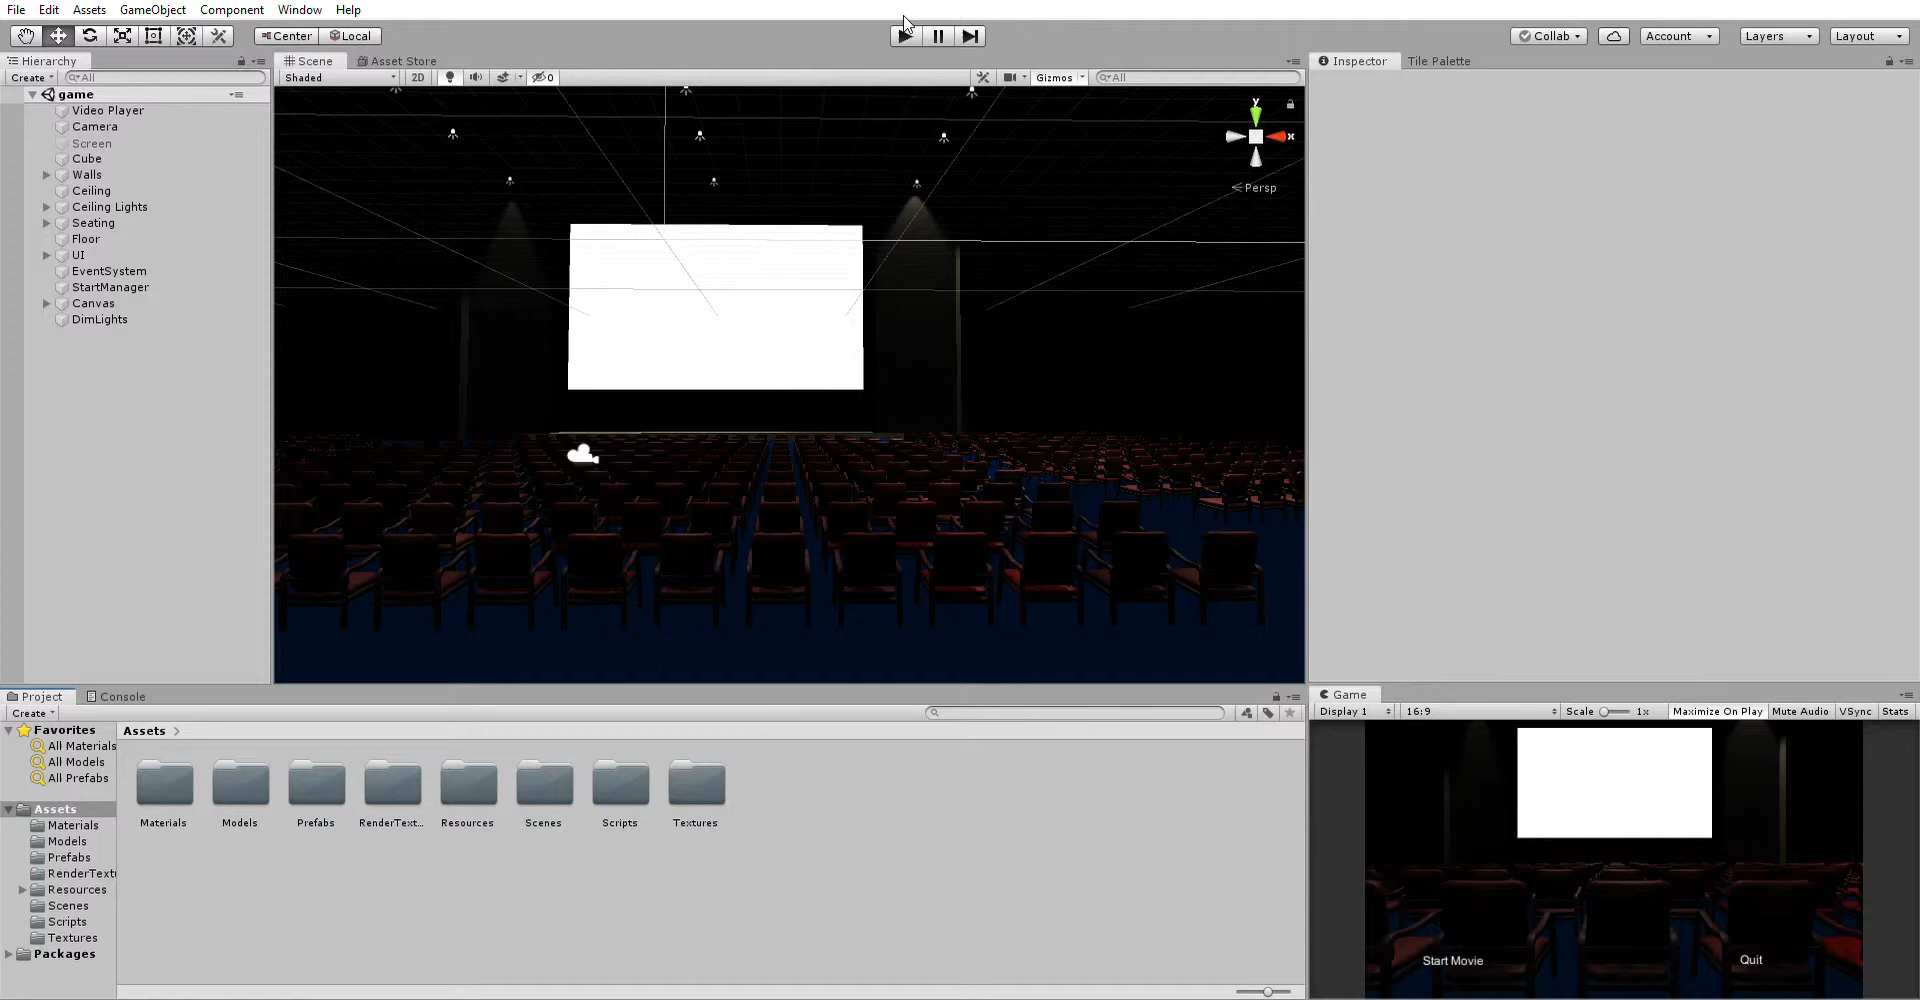 File Edit Assets GameObject Component Window Help
Center Local Collab Account Layers Layout
Hierarchy
Create All
game
Video Player
Camera
Screen
Cube
Walls
Ceiling
Ceiling Lights
Seating
Floor
UI
EventSystem
StartManager
Canvas
DimLights
Scene Asset Store
Shaded 2D 0 Gizmos All
y
x
Persp
Inspector Tile Palette
Project Console
Create
Favorites
All Materials
All Models
All Prefabs
Assets
Materials
Models
Prefabs
RenderTextu
Resources
Scenes
Scripts
Textures
Packages
Assets
Materials Models Prefabs RenderText... Resources Scenes Scripts Textures
Game
Display 1 16:9 Scale 1x Maximize On Play Mute Audio VSync Stats
Start Movie Quit